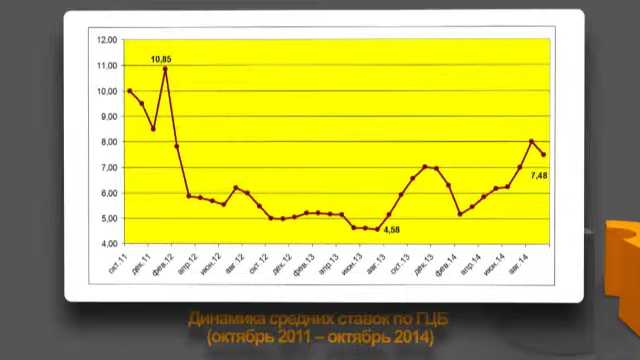 12,00
11,00
10,00
9,00
8,00
7,00
6,00
5,00
4,00
10,85
4,58
7,48
окт.11
дек.11
фев.12
апр.12
июн.12
авг.12
окт.12
дек.12
фев.13
апр.13
июн.13
авг.13
окт.13
дек.13
фев.14
апр.14
июн.14
авг.14
Динамика средних ставок по ГЦБ
(октябрь 2011 – октябрь 2014)